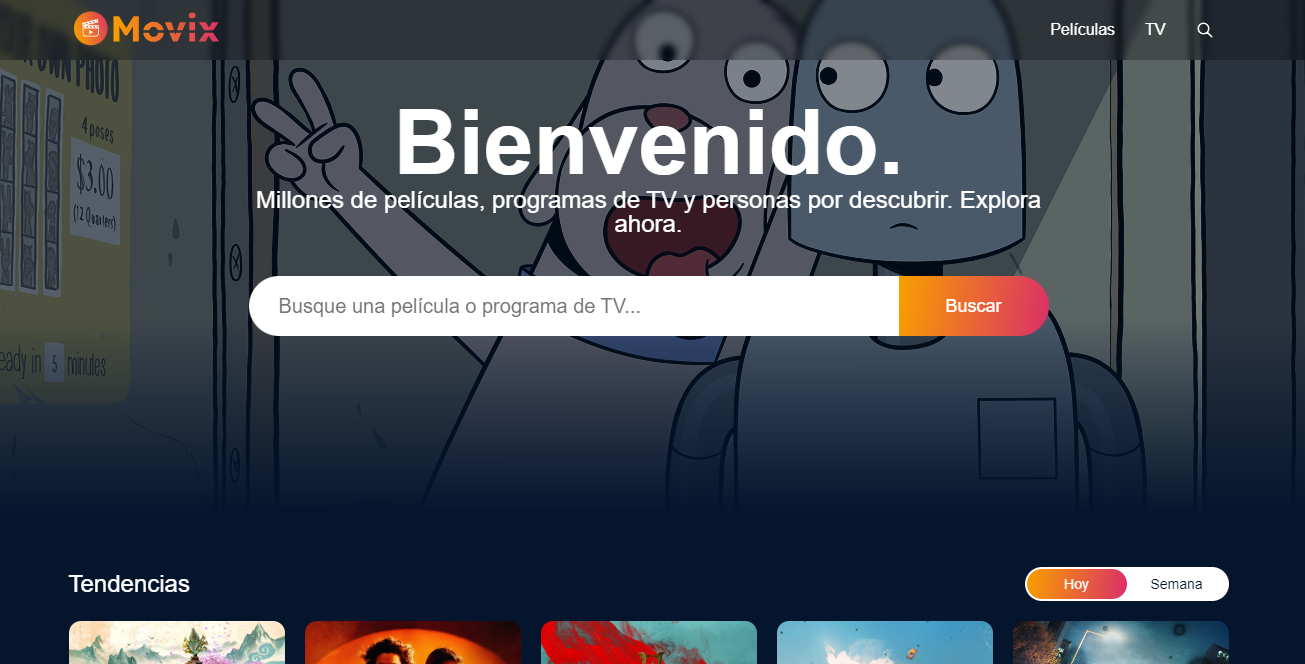 Movix
Películas
TV
OWN PHOTO
4 poses
$3.00
(12 Quarters)
Bienvenido.
Millones de películas, programas de TV y personas por descubrir. Explora
ahora.
Busque una película o programa de TV...
Buscar
eady in 5 minutes
Tendencias
Hoy
Semana